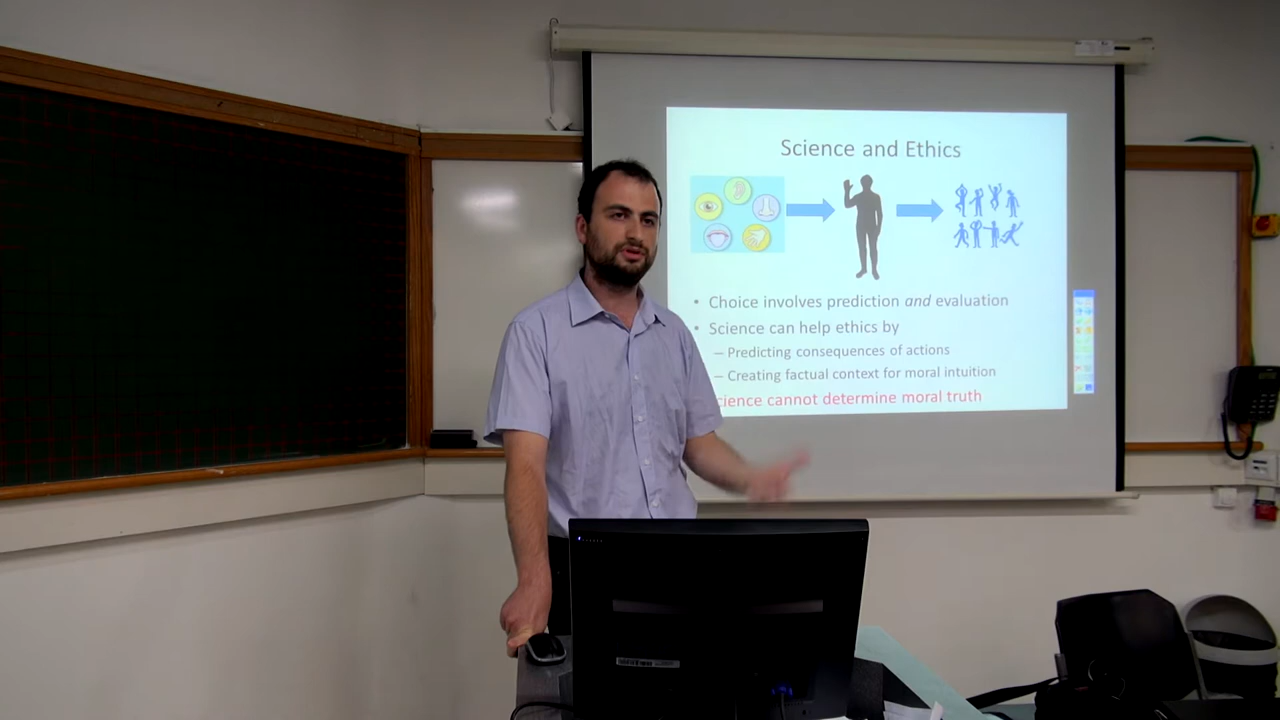 Science and Ethics
• Choice involves prediction and evaluation
• Science can help ethics by
– Predicting consequences of actions
– Creating factual context for moral intuition
cience cannot determine moral truth